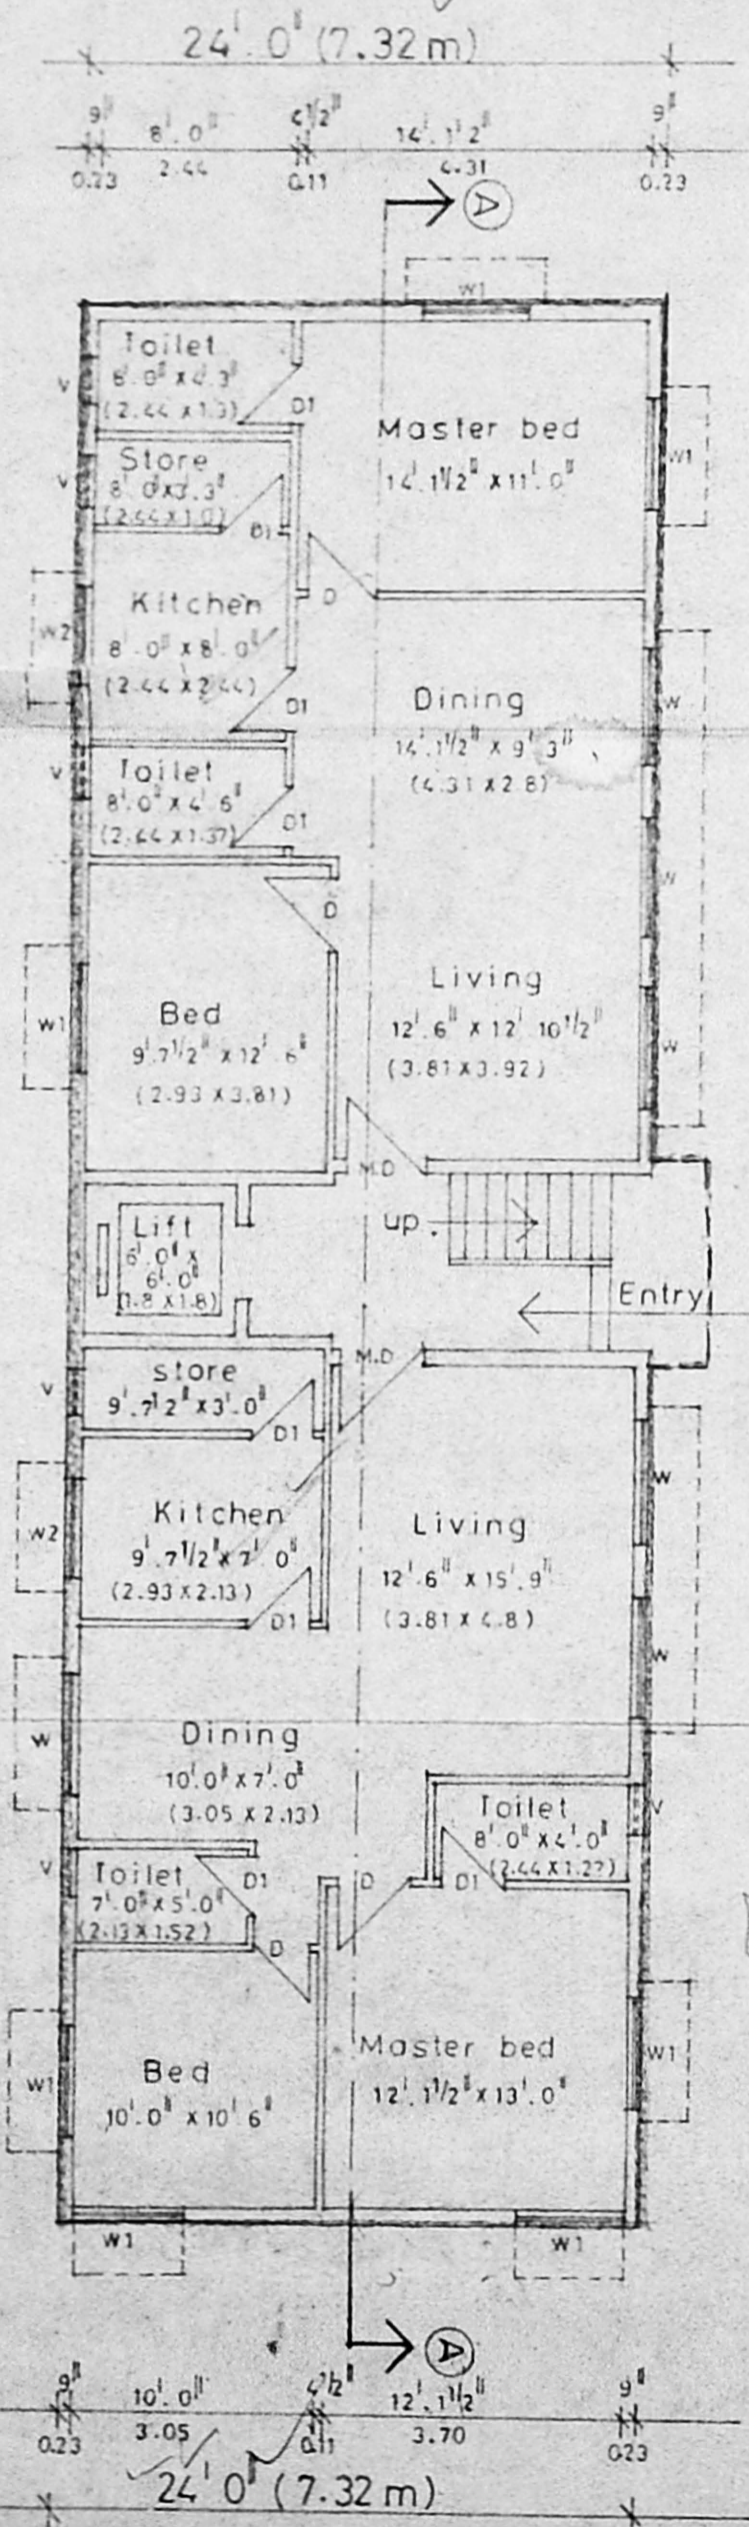 24'.0" (7.32m)
9" 8'.0" 4½" 14'.1½" 9"
0.23 2.44 0.11 4.31 0.23
A
W1
Toilet
8'.0" x 4'.3"
(2.44 x 1.3)
V
D1
Master bed
14'.1½" x 11'.0"
W1
Store
8'.0" x 3'.3"
(2.44 x 1.0)
V
D1
Kitchen
8'.0" x 8'.0"
(2.44 x 2.44)
W2
D
D1
Dining
14'.1½" x 9'.3"
(4.31 x 2.8)
W
Toilet
8'.0" x 4'.6"
(2.44 x 1.37)
V
D1
W
D
Bed
9'.7½" x 12'.6"
(2.93 x 3.81)
W1
Living
12'.6" x 12'.10½"
(3.81 x 3.92)
W
M.D
Lift
6'.0" x
6'.0"
(1.8 x 1.8)
up.
Entry
M.D
store
9'.7½" x 3'.0"
V
D1
W
Kitchen
9'.7½" x 7'.0"
(2.93 x 2.13)
W2
D1
Living
12'.6" x 15'.9"
(3.81 x 4.8)
W
Dining
10'.0" x 7'.0"
(3.05 x 2.13)
W
Toilet
8'.0" x 4'.0"
(2.44 x 1.22)
V
Toilet
7'.0" x 5'.0"
(2.13 x 1.52)
V
D1
D
D1
D
Bed
10'.0" x 10'.6"
W1
Master bed
12'.1½" x 13'.0"
W1
W1
W1
A
9" 10'.0" 4½" 12'.1½" 9"
0.23 3.05 0.11 3.70 0.23
24'0" (7.32m)